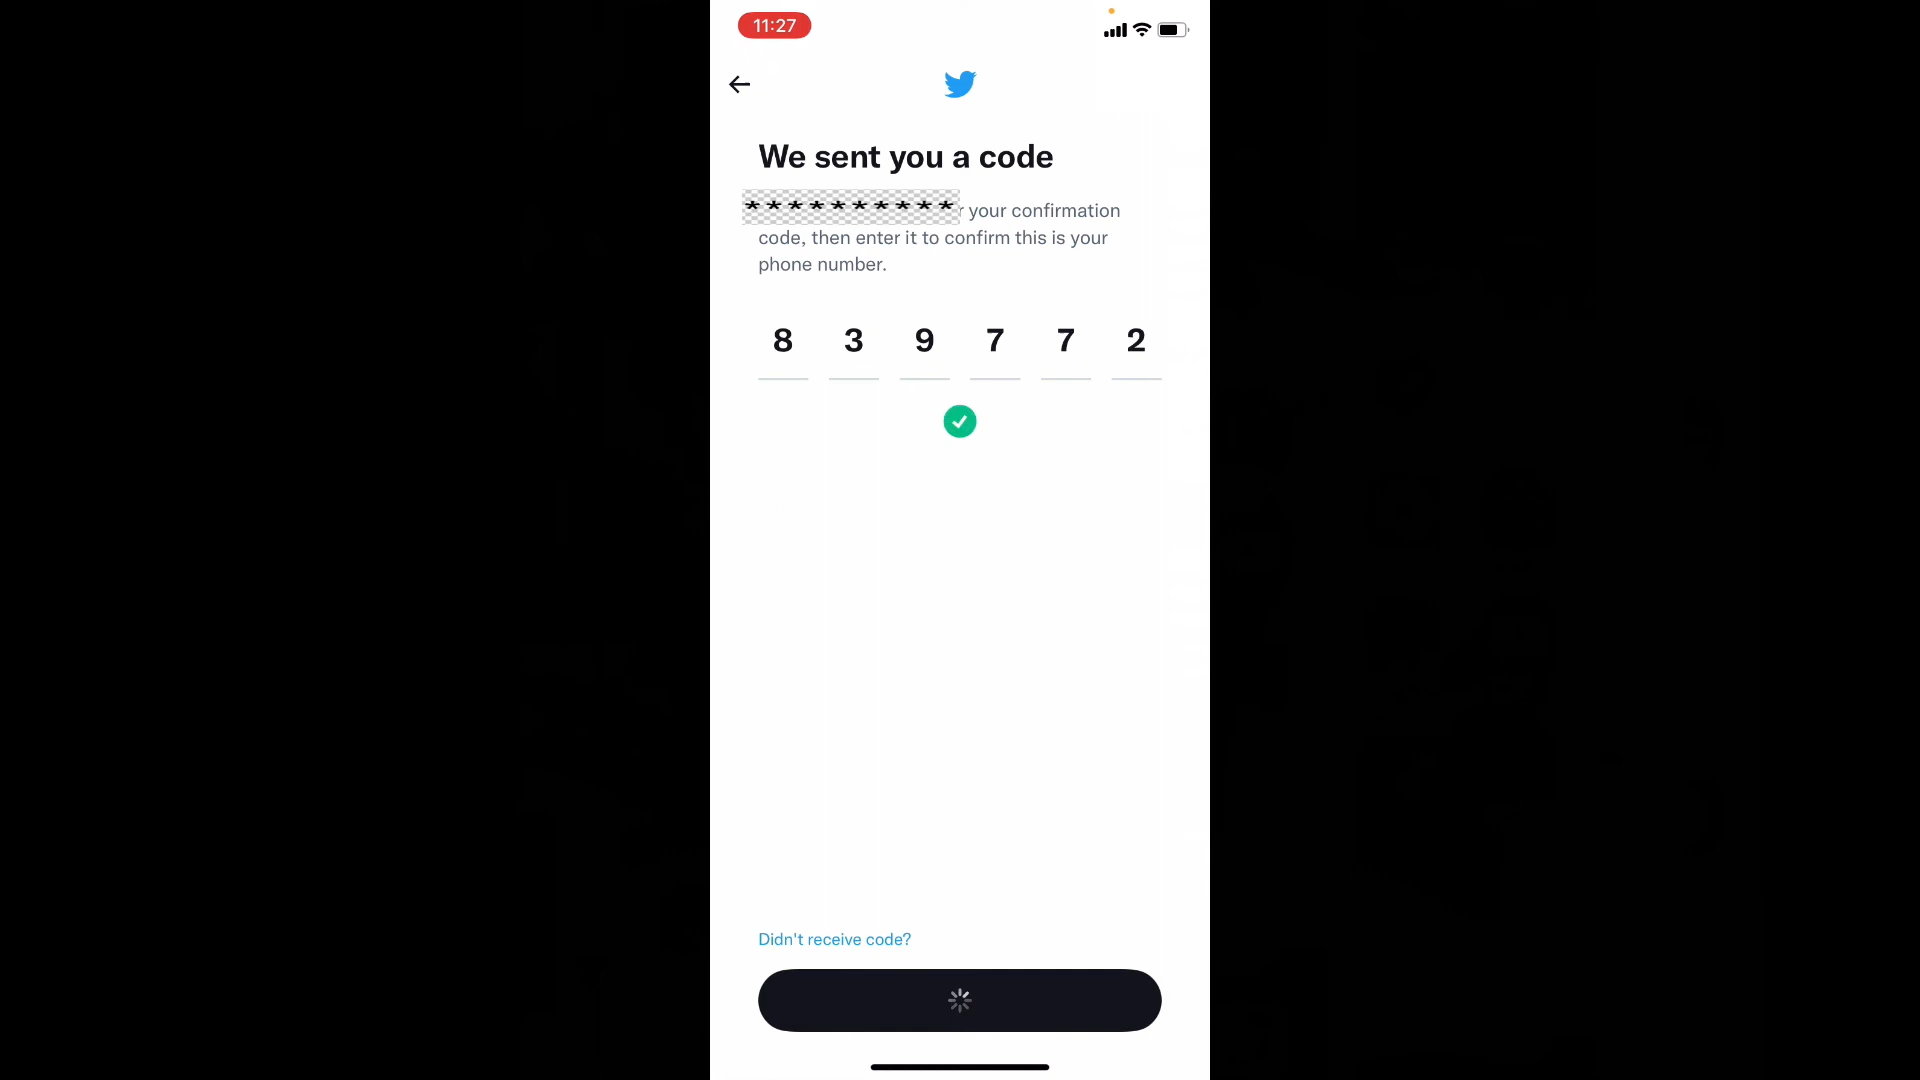 11:27
We sent you a code
********** your confirmation
code, then enter it to confirm this is your
phone number.
8 3 9 7 7 2
Didn't receive code?